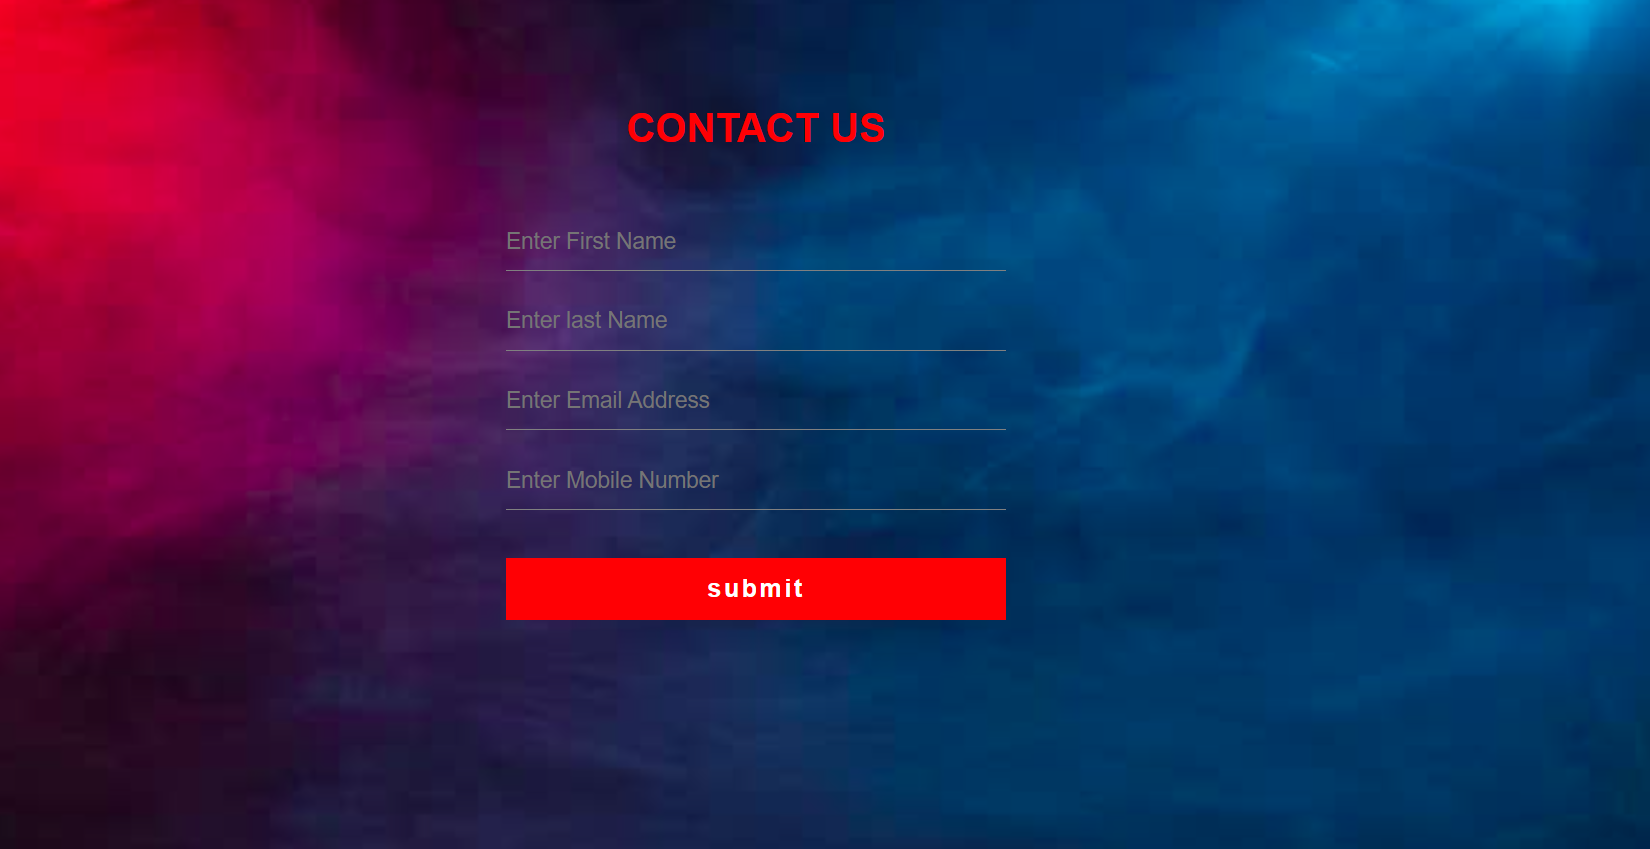 CONTACT US
Enter First Name
Enter last Name
Enter Email Address
Enter Mobile Number
submit